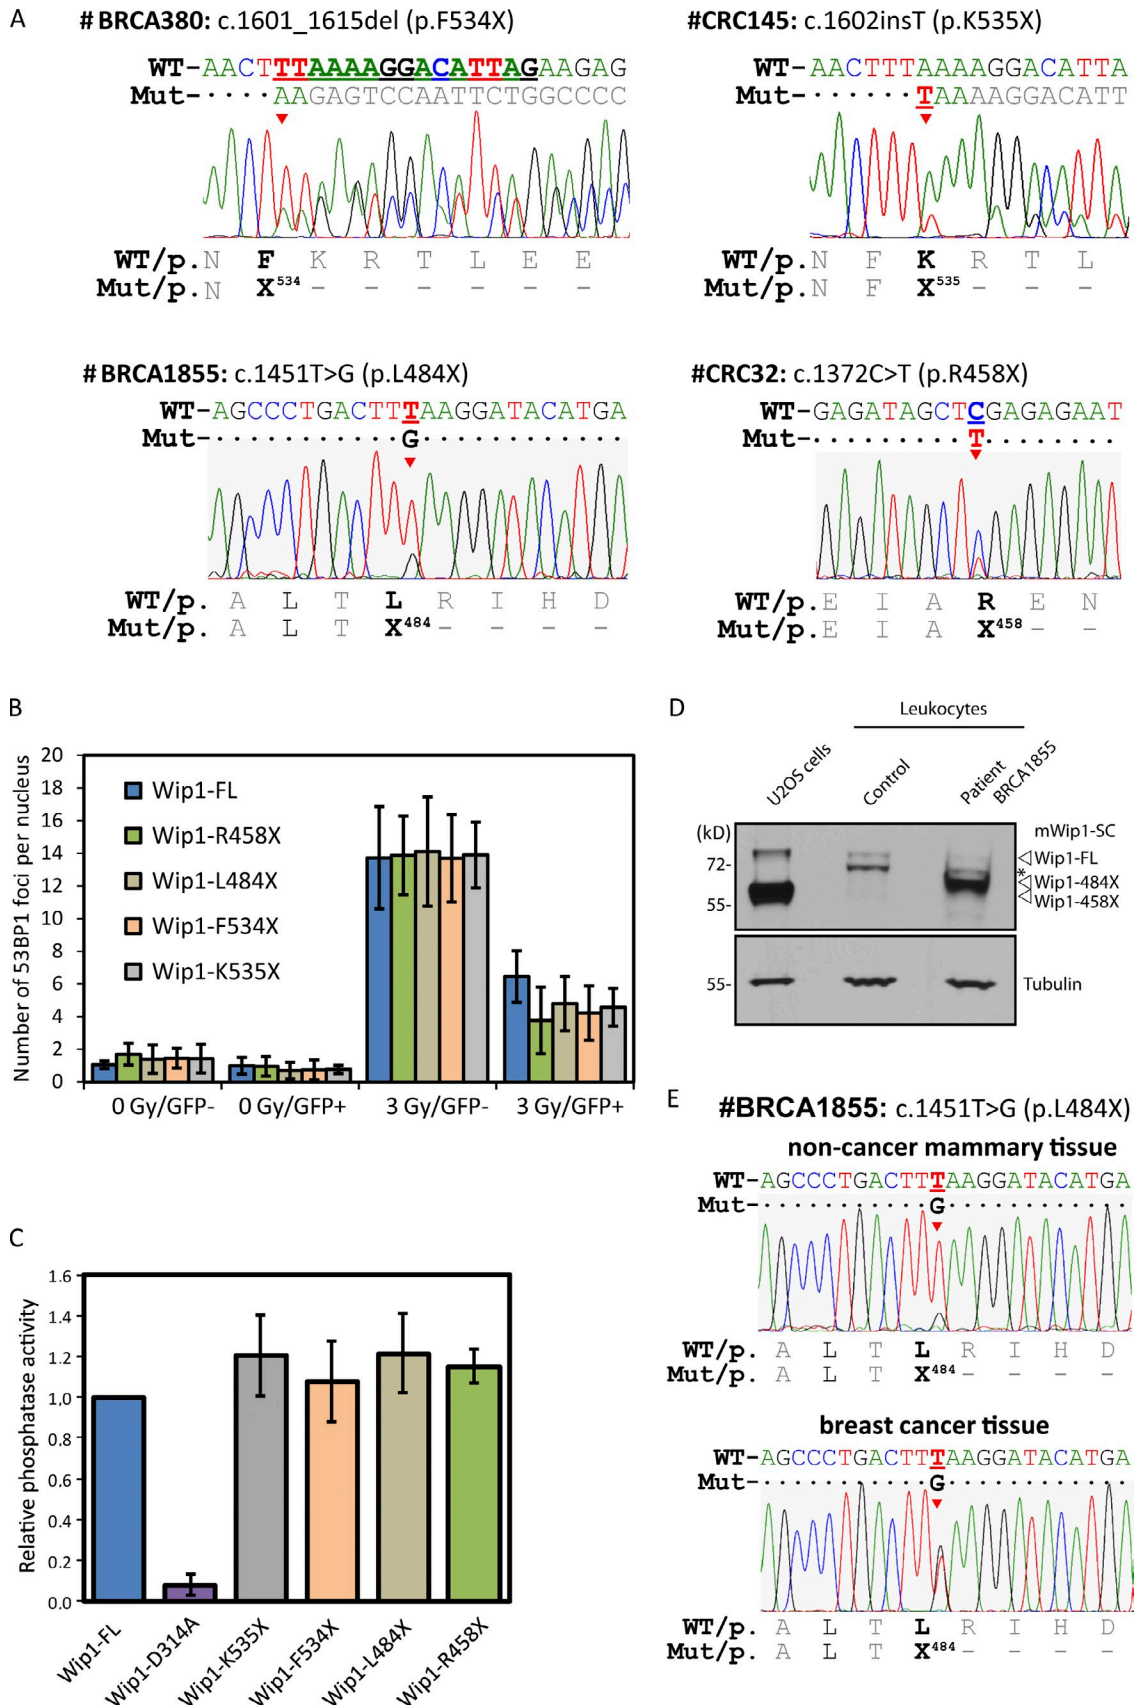 A
#BRCA380: c.1601_1615del (p.F534X)
WT-AACTTTAAAAGGACATTAGAAGAG
Mut-····AAGAGTCCAATTCTGGCCCC
WT/p. N F K R T L E E
Mut/p. N X534 - - - - - -
#CRC145: c.1602insT (p.K535X)
WT-AACTTTAAAAGGACATTA
Mut-······TAAAAGGACATT
WT/p. N F K R T L
Mut/p. N F X535 - - -
#BRCA1855: c.1451T>G (p.L484X)
WT-AGCCCTGACTTTAAGGATACATGA
Mut-···········G············
WT/p. A L T L R I H D
Mut/p. A L T X484 - - - -
#CRC32: c.1372C>T (p.R458X)
WT-GAGATAGCTCGAGAGAAT
Mut-·········T········
WT/p. E I A R E N
Mut/p. E I A X458 - -
B
Number of 53BP1 foci per nucleus
20
18
16
14
12
10
8
6
4
2
0
Wip1-FL
Wip1-R458X
Wip1-L484X
Wip1-F534X
Wip1-K535X
0 Gy/GFP- 0 Gy/GFP+ 3 Gy/GFP- 3 Gy/GFP+
C
Relative phosphatase activity
1.6
1.4
1.2
1.0
0.8
0.6
0.4
0.2
0.0
Wip1-FL Wip1-D314A Wip1-K535X Wip1-F534X Wip1-L484X Wip1-R458X
D
Leukocytes
U2OS cells Control Patient BRCA1855
(kD) mWip1-SC
72- Wip1-FL
*
Wip1-484X
55- Wip1-458X
55- Tubulin
E
#BRCA1855: c.1451T>G (p.L484X)
non-cancer mammary tissue
WT-AGCCCTGACTTTAAGGATACATGA
Mut-···········G············
WT/p. A L T L R I H D
Mut/p. A L T X484 - - - -
breast cancer tissue
WT-AGCCCTGACTTTAAGGATACATGA
Mut-···········G············
WT/p. A L T L R I H D
Mut/p. A L T X484 - - - -